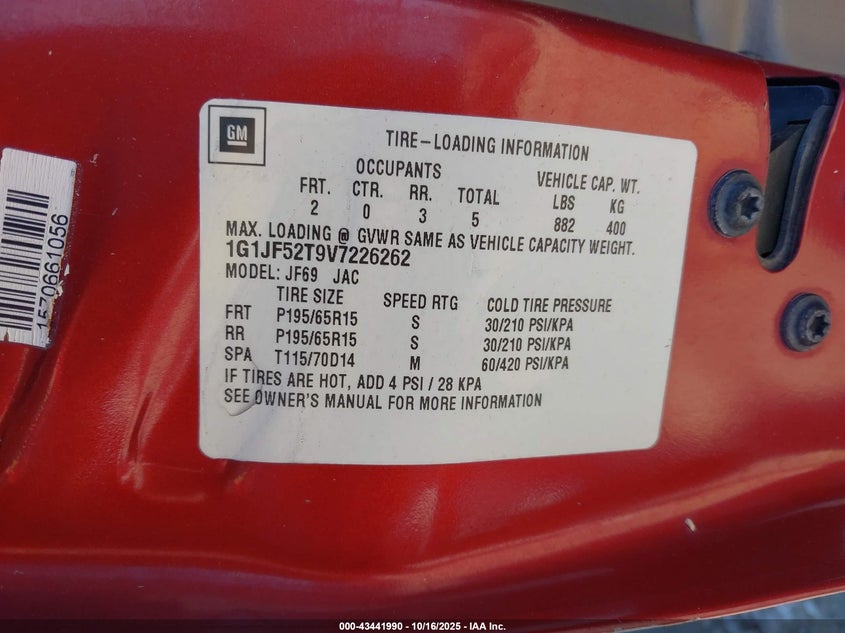 GM
TIRE-LOADING INFORMATION
OCCUPANTS
VEHICLE CAP. WT.
FRT. CTR. RR. TOTAL LBS KG
2 0 3 5 882 400
MAX. LOADING @ GVWR SAME AS VEHICLE CAPACITY WEIGHT.
1G1JF52T9V7226262
MODEL: JF69 JAC
TIRE SIZE SPEED RTG COLD TIRE PRESSURE
FRT P195/65R15 S 30/210 PSI/KPA
RR P195/65R15 S 30/210 PSI/KPA
SPA T115/70D14 M 60/420 PSI/KPA
IF TIRES ARE HOT, ADD 4 PSI / 28 KPA
SEE OWNER'S MANUAL FOR MORE INFORMATION
1570661056
000-43441990 - 10/16/2025 - IAA Inc.